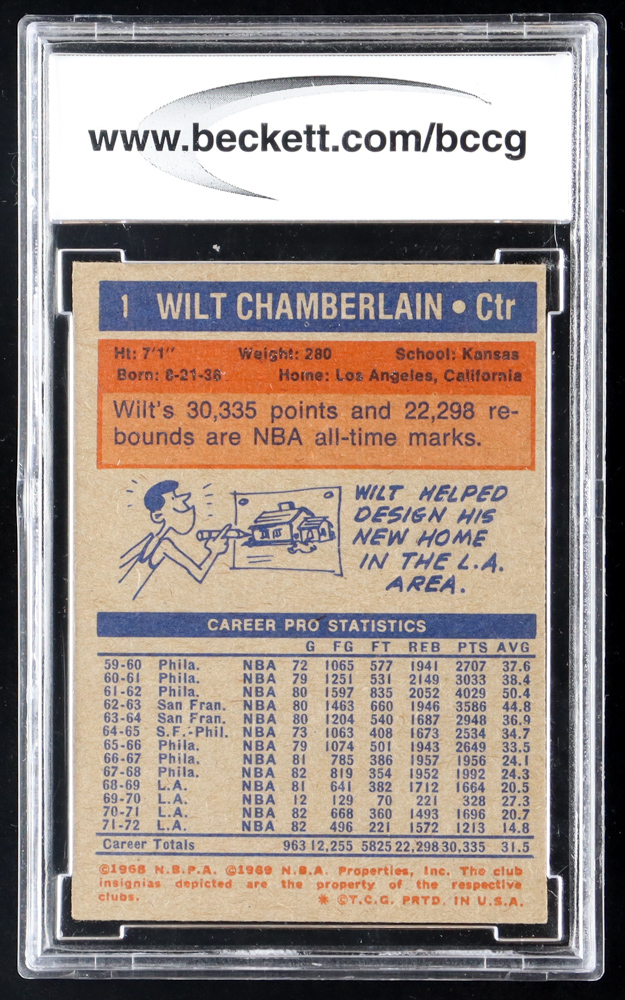 www.beckett.com/bccg
1 WILT CHAMBERLAIN • Ctr
Ht: 7'1" Weight: 280 School: Kansas
Born: 8-21-36 Home: Los Angeles, California
Wilt's 30,335 points and 22,298 re-
bounds are NBA all-time marks.
WILT HELPED
DESIGN HIS
NEW HOME
IN THE L.A.
AREA.
CAREER PRO STATISTICS
G FG FT REB PTS AVG
59-60 Phila. NBA 72 1065 577 1941 2707 37.6
60-61 Phila. NBA 79 1251 531 2149 3033 38.4
61-62 Phila. NBA 80 1597 835 2052 4029 50.4
62-63 San Fran. NBA 80 1463 660 1946 3586 44.8
63-64 San Fran. NBA 80 1204 540 1687 2948 36.9
64-65 S.F.-Phil. NBA 73 1063 408 1673 2534 34.7
65-66 Phila. NBA 79 1074 501 1943 2649 33.5
66-67 Phila. NBA 81 785 386 1957 1956 24.1
67-68 Phila. NBA 82 819 354 1952 1992 24.3
68-69 L.A. NBA 81 641 382 1712 1664 20.5
69-70 L.A. NBA 12 129 70 221 328 27.3
70-71 L.A. NBA 82 668 360 1493 1696 20.7
71-72 L.A. NBA 82 496 221 1572 1213 14.8
Career Totals 963 12,255 5825 22,298 30,335 31.5
©1968 N.B.P.A. ©1969 N.B.A. Properties, Inc. The club
insignias depicted are the property of the respective
clubs. * ©T.C.G. PRTD. IN U.S.A.